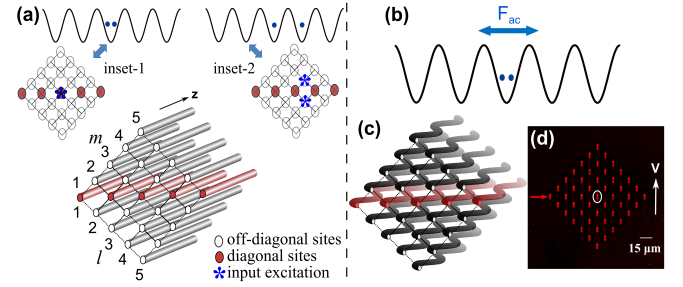 (a)
inset-1
inset-2
z
5
4
m
3
2
1
1
2
3
l
4
5
off-diagonal sites
diagonal sites
input excitation
(b)
Fac
(c)
(d)
V
15 μm